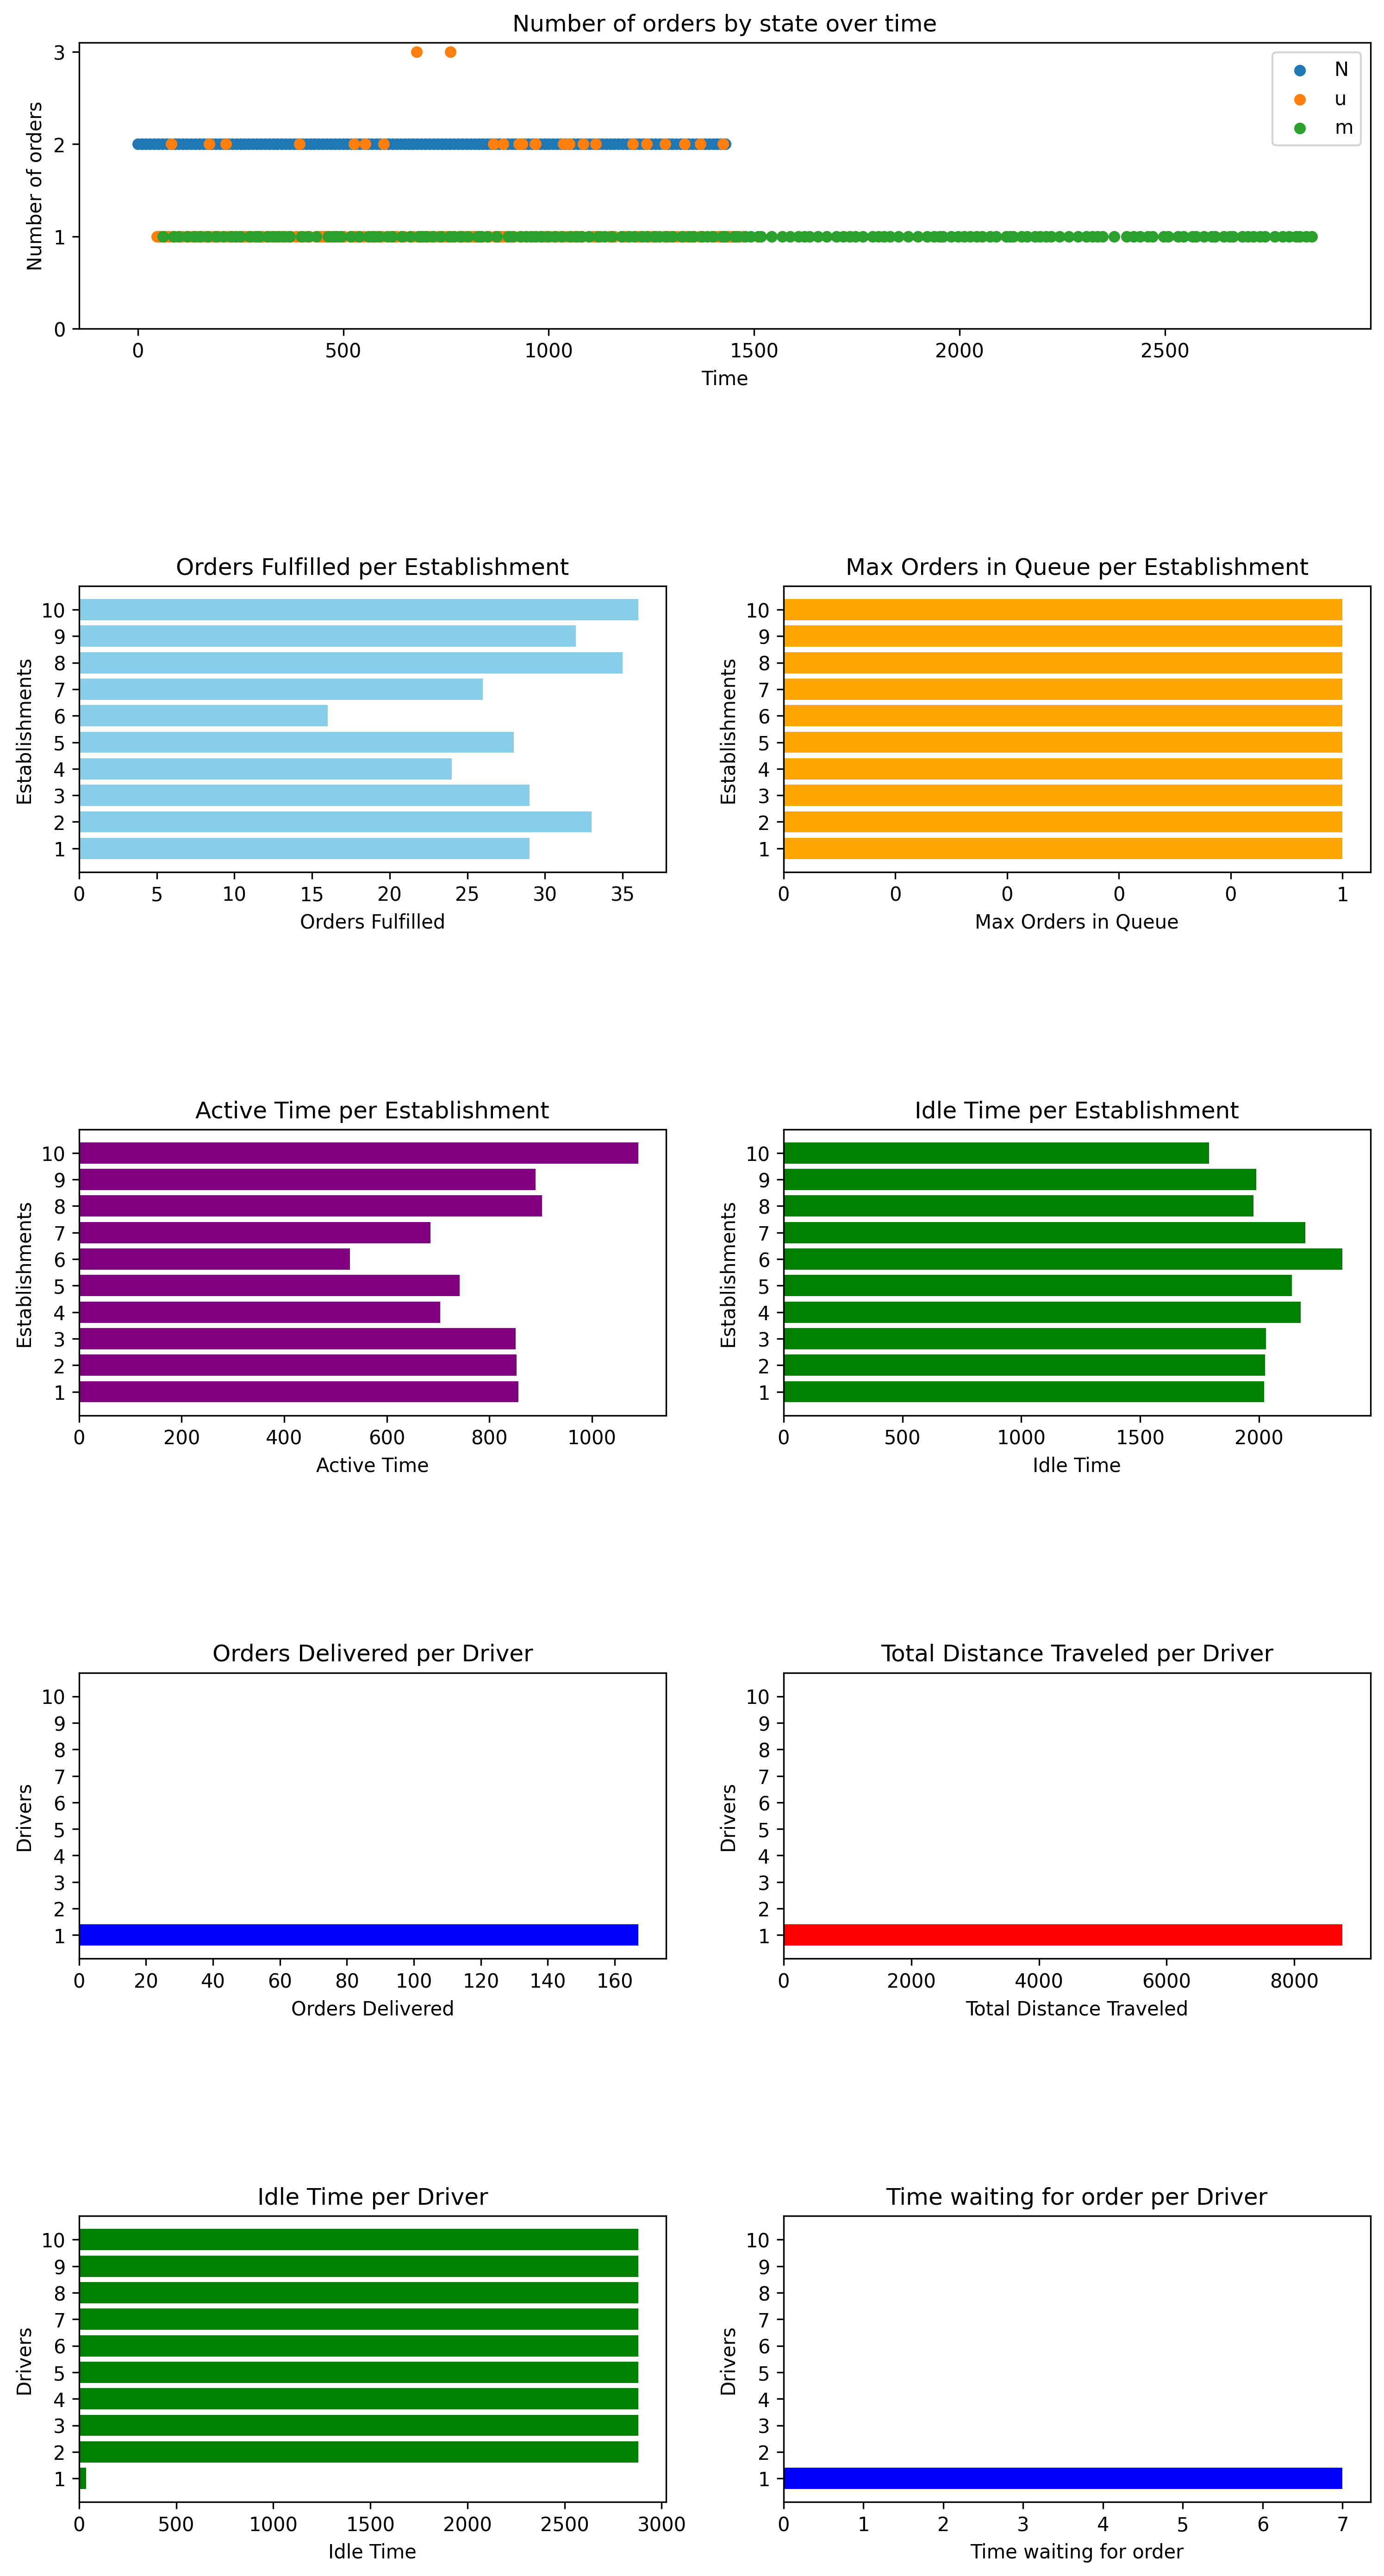 Number of orders by state over time
Number of orders
3
2
1
0
N
u
m
0 500 1000 1500 2000 2500
Time
Orders Fulfilled per Establishment
Establishments
10
9
8
7
6
5
4
3
2
1
0 5 10 15 20 25 30 35
Orders Fulfilled
Max Orders in Queue per Establishment
Establishments
10
9
8
7
6
5
4
3
2
1
0 0 0 0 0 1
Max Orders in Queue
Active Time per Establishment
Establishments
10
9
8
7
6
5
4
3
2
1
0 200 400 600 800 1000
Active Time
Idle Time per Establishment
Establishments
10
9
8
7
6
5
4
3
2
1
0 500 1000 1500 2000
Idle Time
Orders Delivered per Driver
Drivers
10
9
8
7
6
5
4
3
2
1
0 20 40 60 80 100 120 140 160
Orders Delivered
Total Distance Traveled per Driver
Drivers
10
9
8
7
6
5
4
3
2
1
0 2000 4000 6000 8000
Total Distance Traveled
Idle Time per Driver
Drivers
10
9
8
7
6
5
4
3
2
1
0 500 1000 1500 2000 2500 3000
Idle Time
Time waiting for order per Driver
Drivers
10
9
8
7
6
5
4
3
2
1
0 1 2 3 4 5 6 7
Time waiting for order